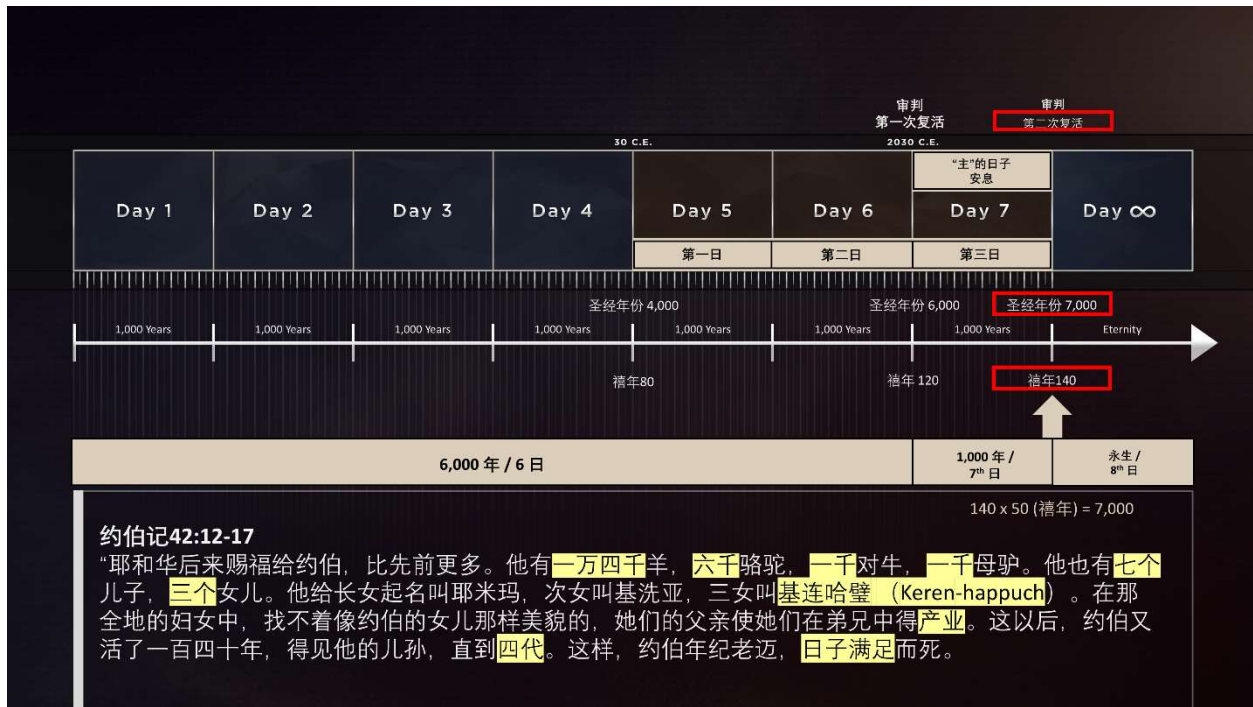 审判
第一次复活
审判
第二次复活
30 C.E.
2030 C.E.
Day 1
Day 2
Day 3
Day 4
Day 5
Day 6
“主”的日子
安息
Day 7
Day ∞
第一日
第二日
第三日
圣经年份 4,000
圣经年份 6,000
圣经年份 7,000
1,000 Years
1,000 Years
1,000 Years
1,000 Years
1,000 Years
1,000 Years
1,000 Years
Eternity
禧年80
禧年 120
禧年140
6,000 年 / 6 日
1,000 年 /
7th 日
永生 /
8th 日
140 x 50 (禧年) = 7,000
约伯记42:12-17
“耶和华后来赐福给约伯，比先前更多。他有一万四千羊，六千骆驼，一千对牛，一千母驴。他也有七个
儿子，三个女儿。他给长女起名叫耶米玛，次女叫基洗亚，三女叫基连哈璧 （Keren-happuch）。在那
全地的妇女中，找不着像约伯的女儿那样美貌的，她们的父亲使她们在弟兄中得产业。这以后，约伯又
活了一百四十年，得见他的儿孙，直到四代。这样，约伯年纪老迈，日子满足而死。